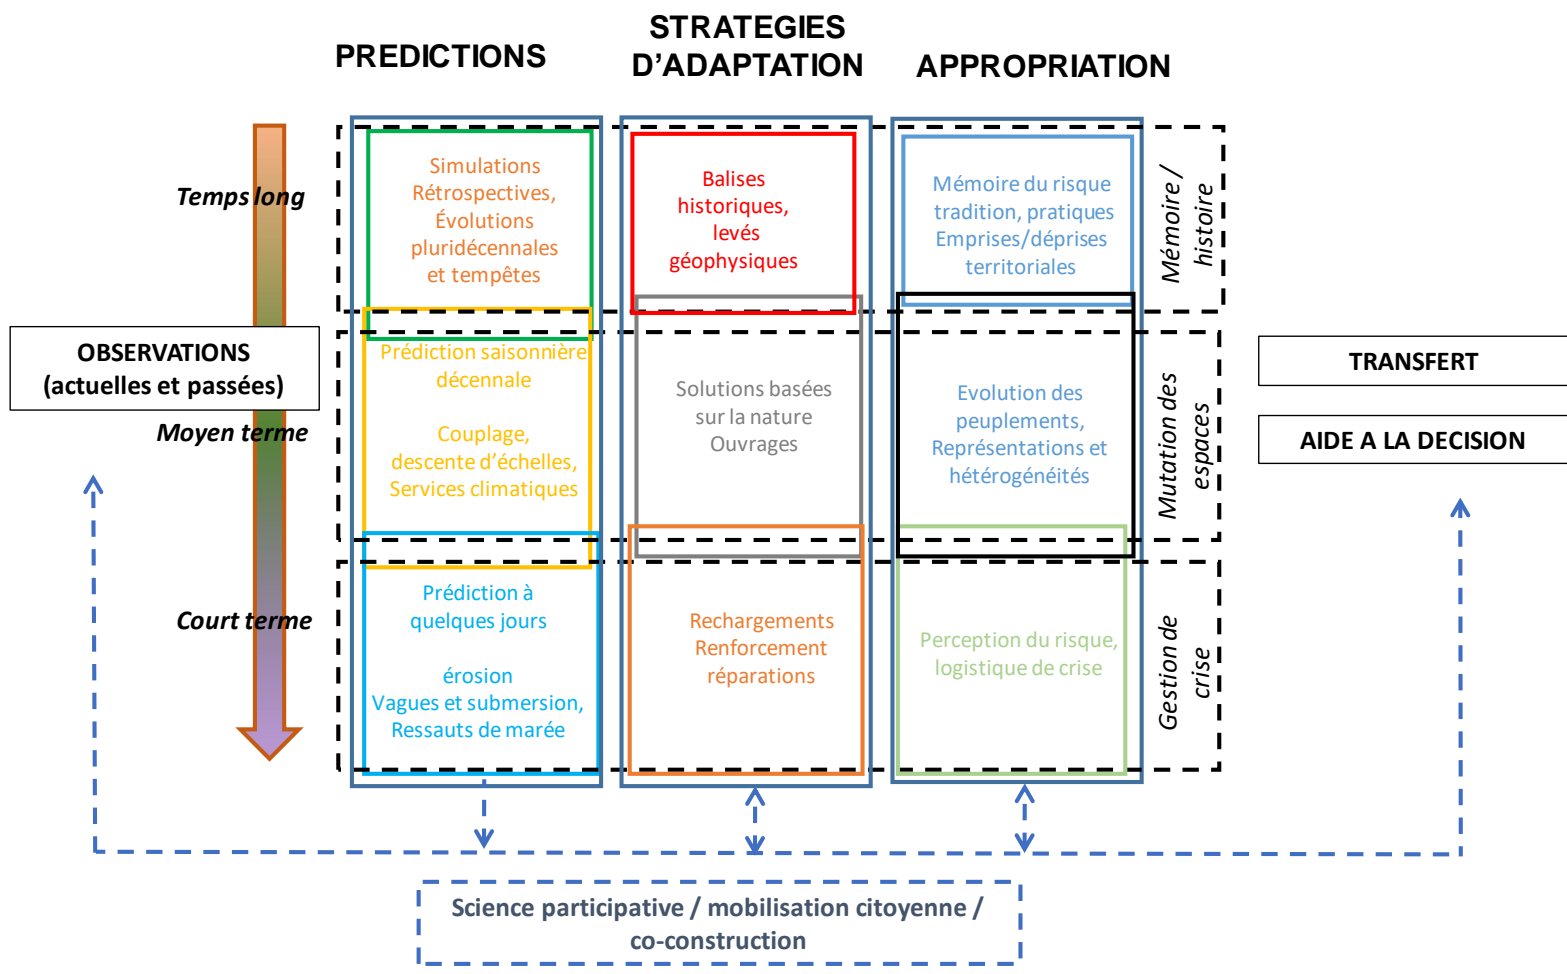 PREDICTIONS
STRATEGIES
D’ADAPTATION
APPROPRIATION
Temps long
Simulations
Rétrospectives,
Évolutions
pluridécennales
et tempêtes
Balises
historiques,
levés
géophysiques
Mémoire du risque
tradition, pratiques
Emprises/déprises
territoriales
Mémoire /
histoire
OBSERVATIONS
(actuelles et passées)
Moyen terme
Prédiction saisonnière
décennale
Couplage,
descente d’échelles,
Services climatiques
Solutions basées
sur la nature
Ouvrages
Evolution des
peuplements,
Représentations et
hétérogénéités
Mutation des
espaces
TRANSFERT
AIDE A LA DECISION
Court terme
Prédiction à
quelques jours
érosion
Vagues et submersion,
Ressauts de marée
Rechargements
Renforcement
réparations
Perception du risque,
logistique de crise
Gestion de
crise
Science participative / mobilisation citoyenne /
co-construction